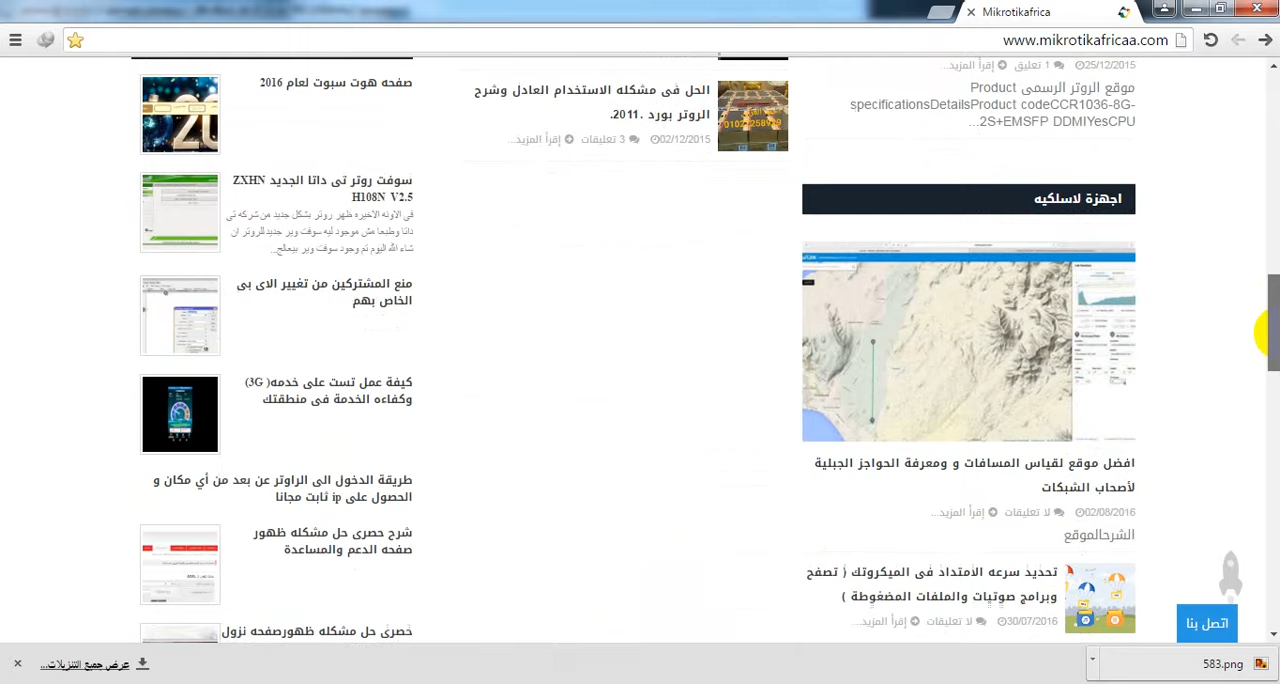 Mikrotikafrica
www.mikrotikafricaa.com
25/12/2015 1 تعليق إقرأ المزيد...
موقع الروتر الرسمى Product
specificationsDetailsProduct codeCCR1036-8G-
2S+EMSFP DDMIYesCPU...
اجهزة لاسلكيه
افضل موقع لقياس المسافات و ومعرفة الحواجز الجبلية
لأصحاب الشبكات
02/08/2016 لا تعليقات إقرأ المزيد...
الشرحالموقع
تحديد سرعه الامتداد فى الميكروتك ( تصفح
وبرامج صوتيات والملفات المضغوطة )
30/07/2016 لا تعليقات إقرأ المزيد...
الحل فى مشكله الاستخدام العادل وشرح
الروتر بورد 2011.
02/12/2015 3 تعليقات إقرأ المزيد...
صفحه هوت سبوت لعام 2016
سوفت روتر تى داتا الجديد ZXHN
H108N V2.5
فى الاونه الاخيره ظهر روتر بشكل جديد من شركه تى
داتا وطبعا مش موجود ليه سوفت وير جديد للروتر ان
شاء الله اليوم تم وجود سوفت وير بيعالج...
منع المشتركين من تغيير الاى بى
الخاص بهم
كيفة عمل تست على خدمه( 3G)
وكفاءه الخدمة فى منطقتك
طريقة الدخول الى الراوتر عن بعد من أي مكان و
الحصول على ip ثابت مجانا
شرح حصرى حل مشكله ظهور
صفحه الدعم والمساعدة
حصرى حل مشكله ظهورصفحه نزول
اتصل بنا
عرض جميع التنزيلات...
583.png